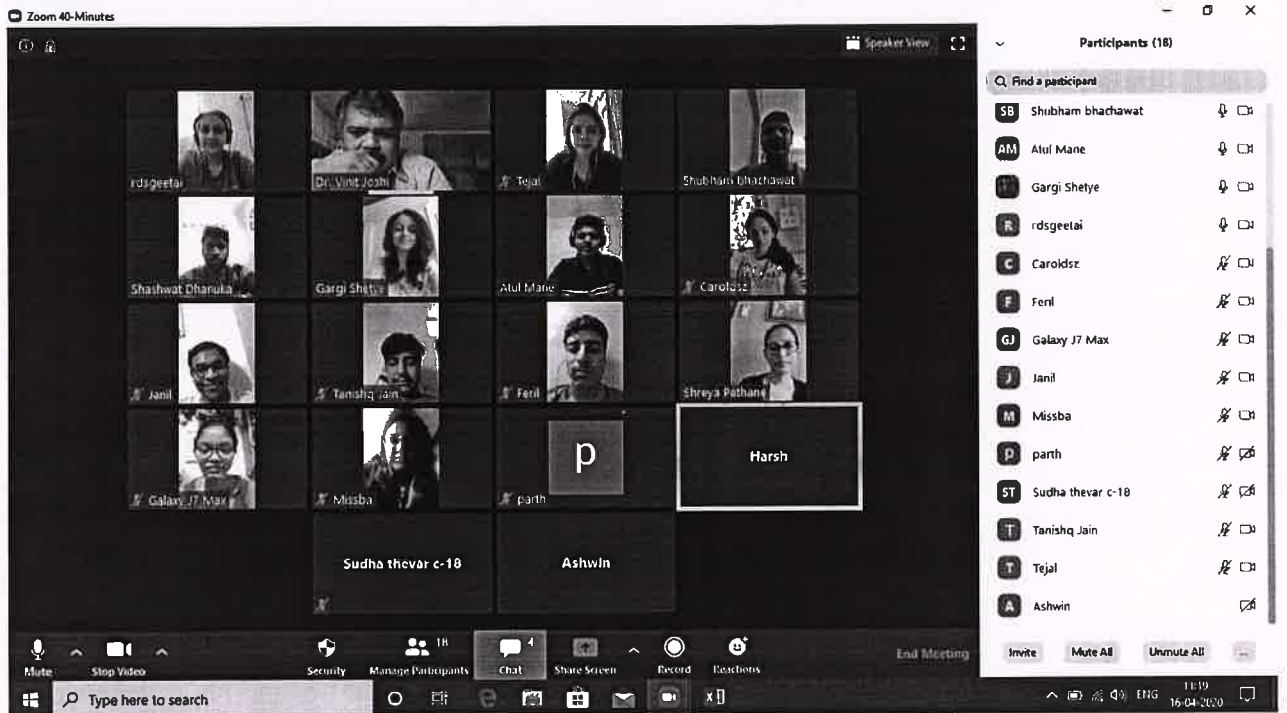 Zoom 40-Minutes
Speaker View
rdsgeetai
Dr. Vinit Joshi
Tejal
Shubham bhachawat
Shashwat Dhanuka
Gargi Shetye
Atul Mane
Caroldsz
Janil
Tanishq Jain
Feril
Shreya Pethane
Galaxy J7 Max
Missba
p
parth
Harsh
Sudha thevar c-18
Ashwin
Mute
Stop Video
Security
18
Manage Participants
4
Chat
Share Screen
Record
Reactions
End Meeting
Participants (18)
Find a participant
SB Shubham bhachawat
AM Atul Mane
Gargi Shetye
R rdsgeetai
C Caroldsz
F Feril
GJ Galaxy J7 Max
J Janil
M Missba
P parth
ST Sudha thevar c-18
T Tanishq Jain
T Tejal
A Ashwin
Invite Mute All Unmute All ...
Type here to search
ENG
11:19
16-04-2020